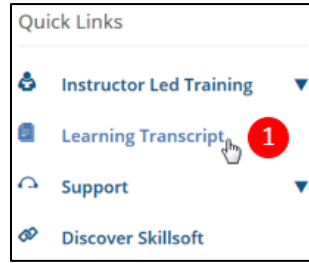 Quick Links
Instructor Led Training
Learning Transcript 1
Support
Discover Skillsoft